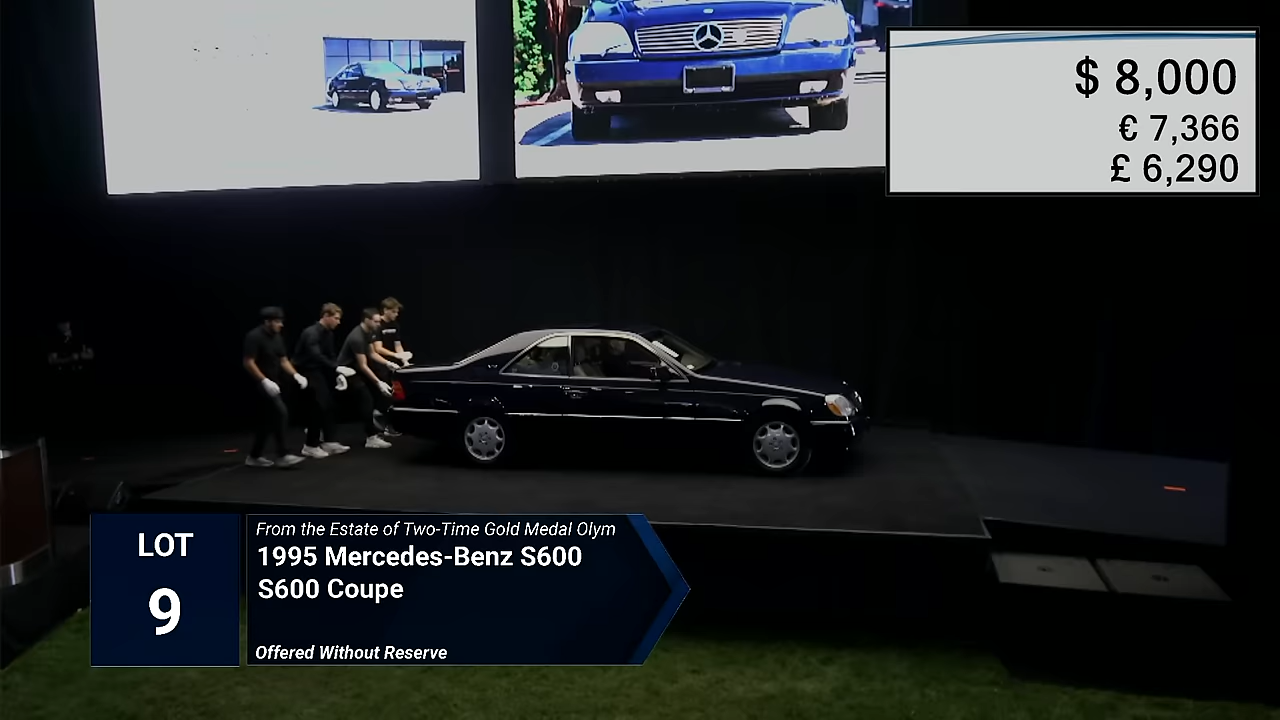 $ 8,000
€ 7,366
£ 6,290
LOT
9
From the Estate of Two-Time Gold Medal Olym
1995 Mercedes-Benz S600
S600 Coupe
Offered Without Reserve